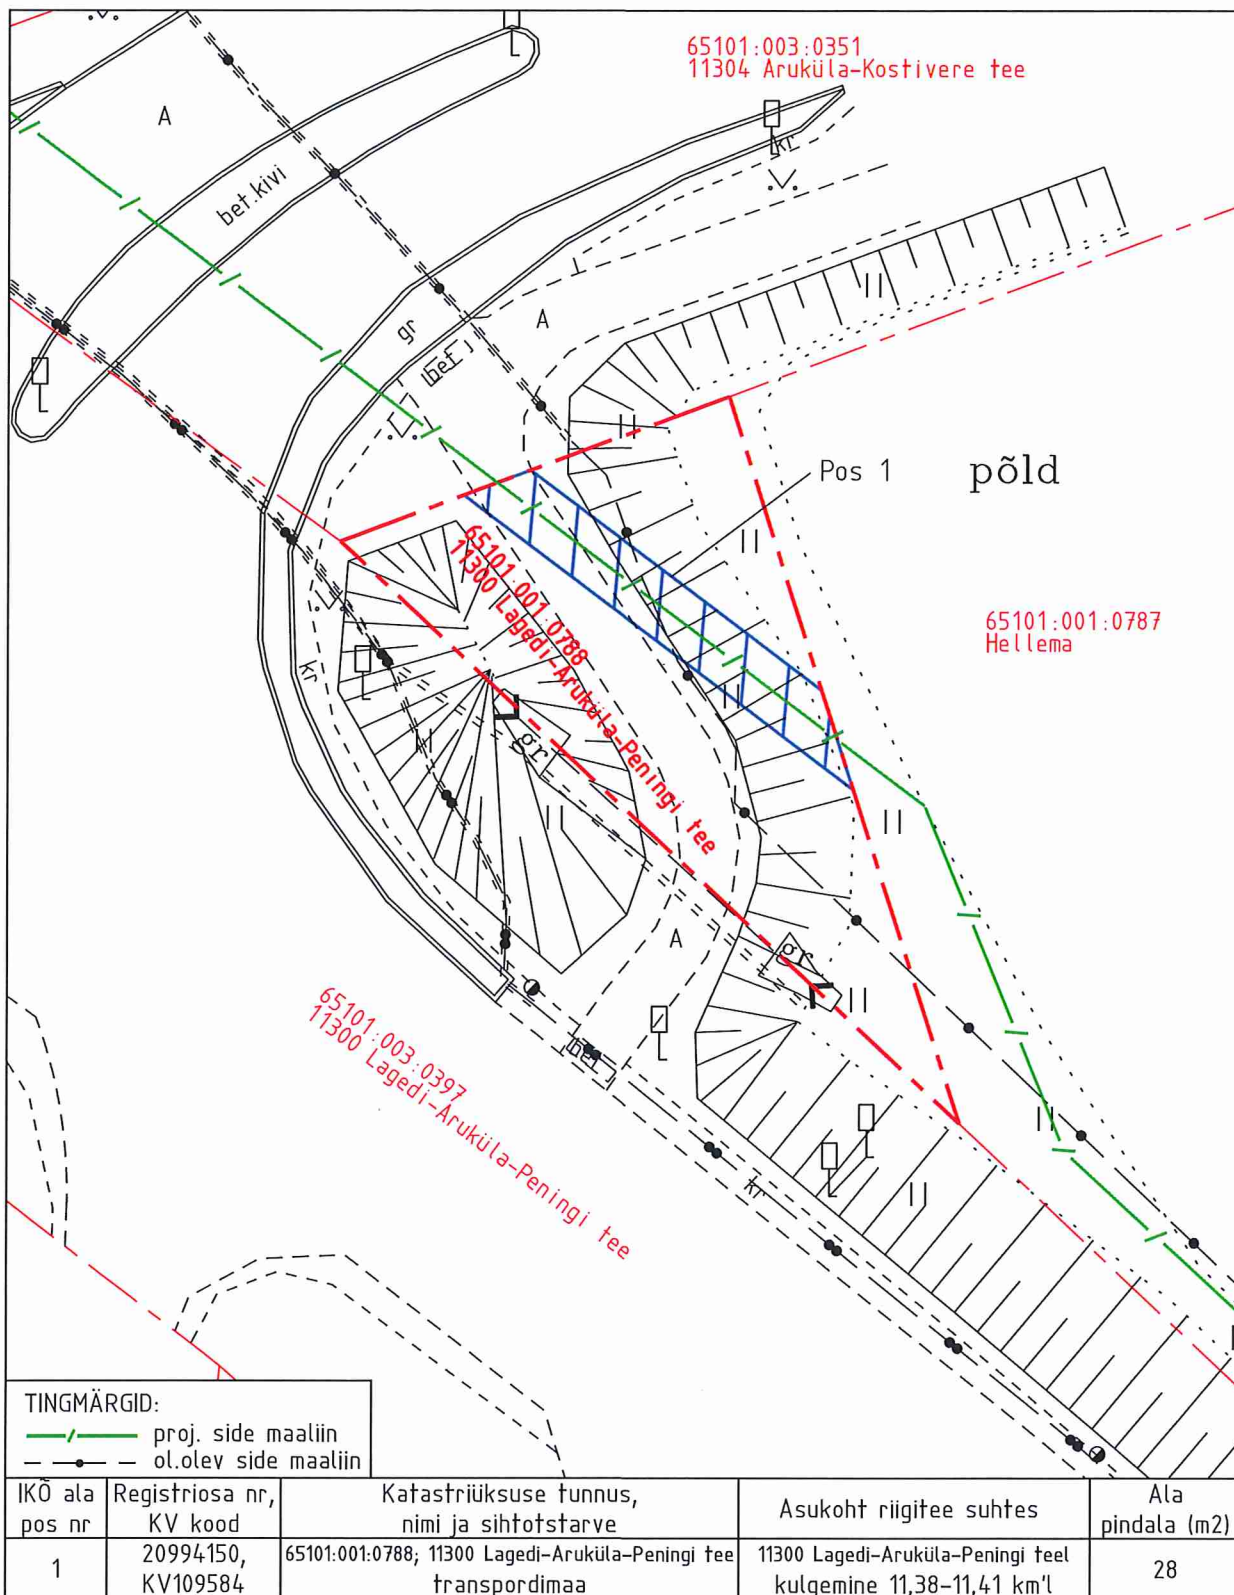 65101:003:0351
11304 Aruküla-Kostivere tee
A
kr
bet.kivi
A
gr
bet
Pos 1
põld
65101:001:0788
11300 Lagedi-Aruküla-Peningi tee
65101:001:0787
Hellema
kr
gr
A
gr
65101:003:0397
11300 Lagedi-Aruküla-Peningi tee
bet
kr
TINGMÄRGID:
proj. side maaliin
ol.olev side maaliin
IKÕ ala pos nr
Registriosa nr, KV kood
Katastriüksuse tunnus, nimi ja sihtotstarve
Asukoht riigitee suhtes
Ala pindala (m2)
1
20994150, KV109584
65101:001:0788; 11300 Lagedi-Aruküla-Peningi tee transpordimaa
11300 Lagedi-Aruküla-Peningi teel kulgemine 11,38-11,41 km'l
28